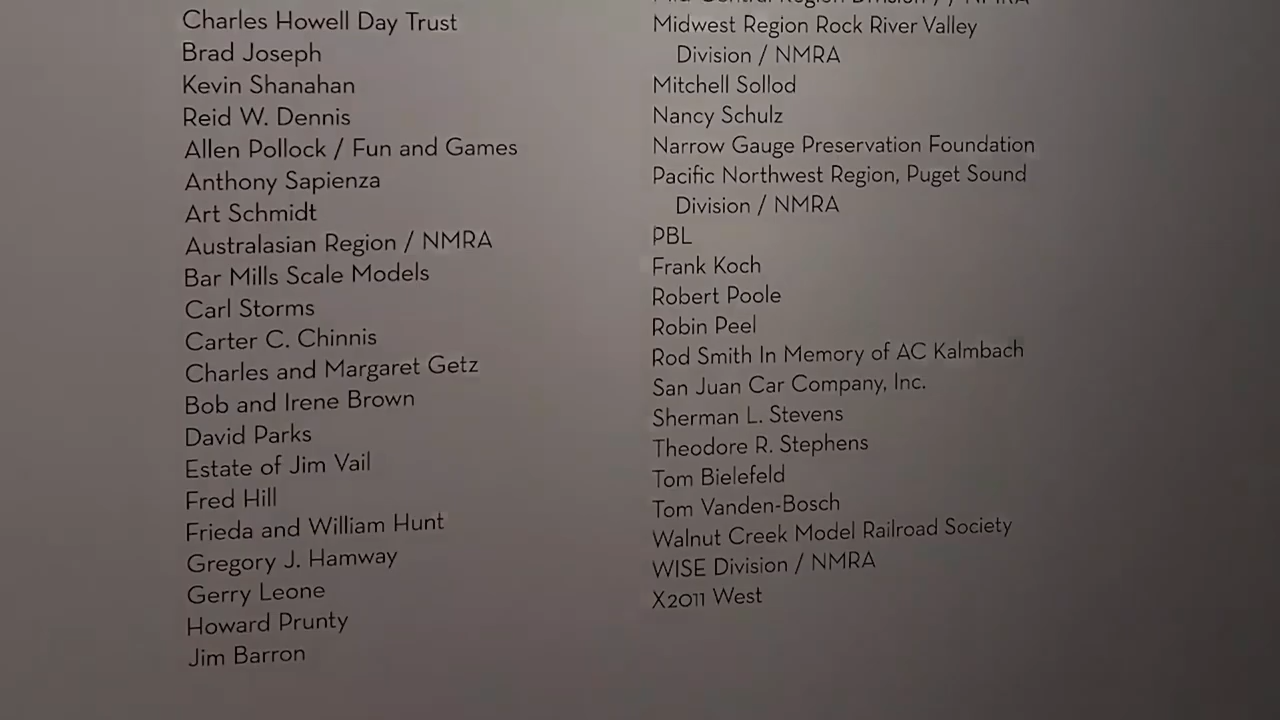 Charles Howell Day Trust
Brad Joseph
Kevin Shanahan
Reid W. Dennis
Allen Pollock / Fun and Games
Anthony Sapienza
Art Schmidt
Australasian Region / NMRA
Bar Mills Scale Models
Carl Storms
Carter C. Chinnis
Charles and Margaret Getz
Bob and Irene Brown
David Parks
Estate of Jim Vail
Fred Hill
Frieda and William Hunt
Gregory J. Hamway
Gerry Leone
Howard Prunty
Jim Barron
Midwest Region Rock River Valley
Division / NMRA
Mitchell Sollod
Nancy Schulz
Narrow Gauge Preservation Foundation
Pacific Northwest Region, Puget Sound
Division / NMRA
PBL
Frank Koch
Robert Poole
Robin Peel
Rod Smith In Memory of AC Kalmbach
San Juan Car Company, Inc.
Sherman L. Stevens
Theodore R. Stephens
Tom Bielefeld
Tom Vanden-Bosch
Walnut Creek Model Railroad Society
WISE Division / NMRA
X2011 West